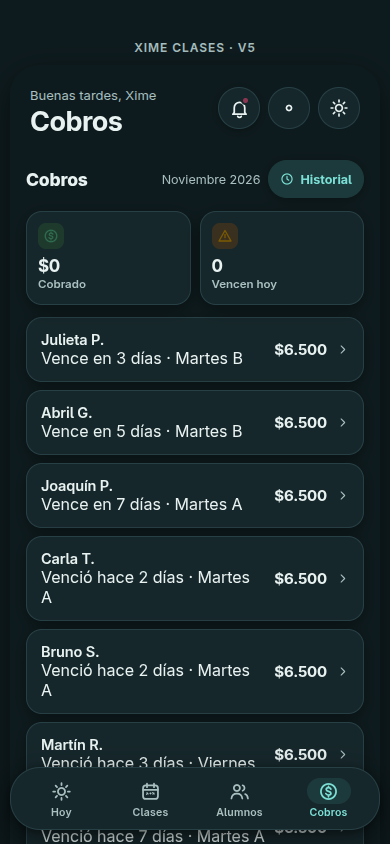 XIME CLASES · V5
Buenas tardes, Xime
Cobros
Cobros
Noviembre 2026
Historial
$0
Cobrado
0
Vencen hoy
Julieta P.
Vence en 3 días · Martes B
$6.500
Abril G.
Vence en 5 días · Martes B
$6.500
Joaquín P.
Vence en 7 días · Martes A
$6.500
Carla T.
Venció hace 2 días · Martes
A
$6.500
Bruno S.
Venció hace 2 días · Martes
A
$6.500
Martín R.
Venció hace 3 días · Viernes
$6.500
Hoy
Clases
Alumnos
Cobros
Venció hace 7 días · Martes A